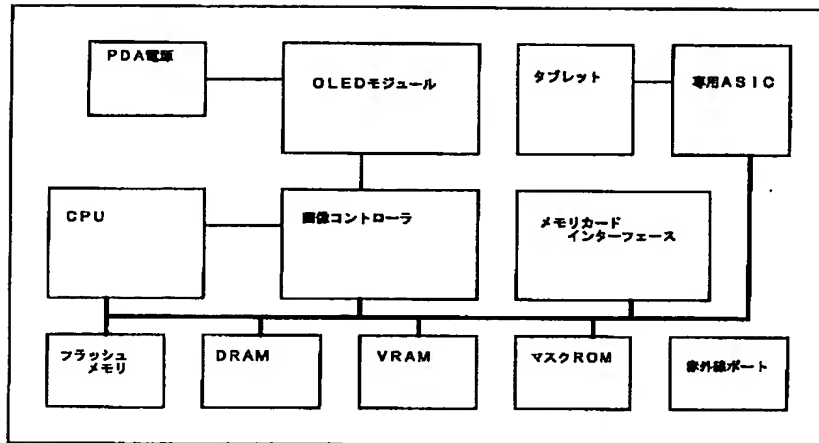 PDA電源
OLEDモジュール
タブレット
専用ASIC
CPU
画像コントローラ
メモリカード
インターフェース
フラッシュ
メモリ
DRAM
VRAM
マスクROM
赤外線ポート